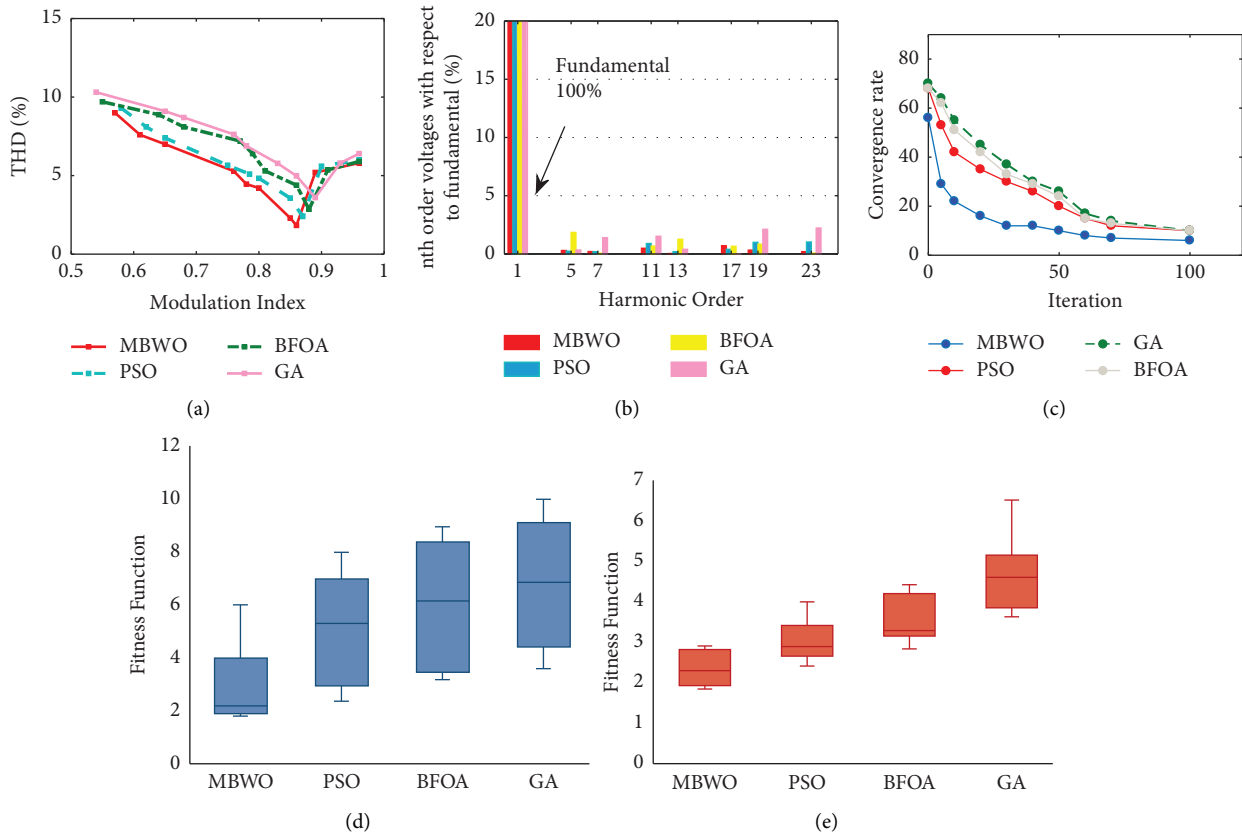 15
10
5
0
0.5
0.6
0.7
0.8
0.9
1
THD (%)
Modulation Index
MBWO
BFOA
PSO
GA
(a)
20
15
10
5
0
1
5
7
11
13
17
19
23
nth order voltages with respect
to fundamental (%)
Fundamental
100%
Harmonic Order
MBWO
BFOA
PSO
GA
(b)
80
60
40
20
0
0
50
100
Convergence rate
Iteration
MBWO
GA
PSO
BFOA
(c)
12
10
8
6
4
2
0
Fitness Function
MBWO
PSO
BFOA
GA
(d)
7
6
5
4
3
2
1
0
Fitness Function
MBWO
PSO
BFOA
GA
(e)